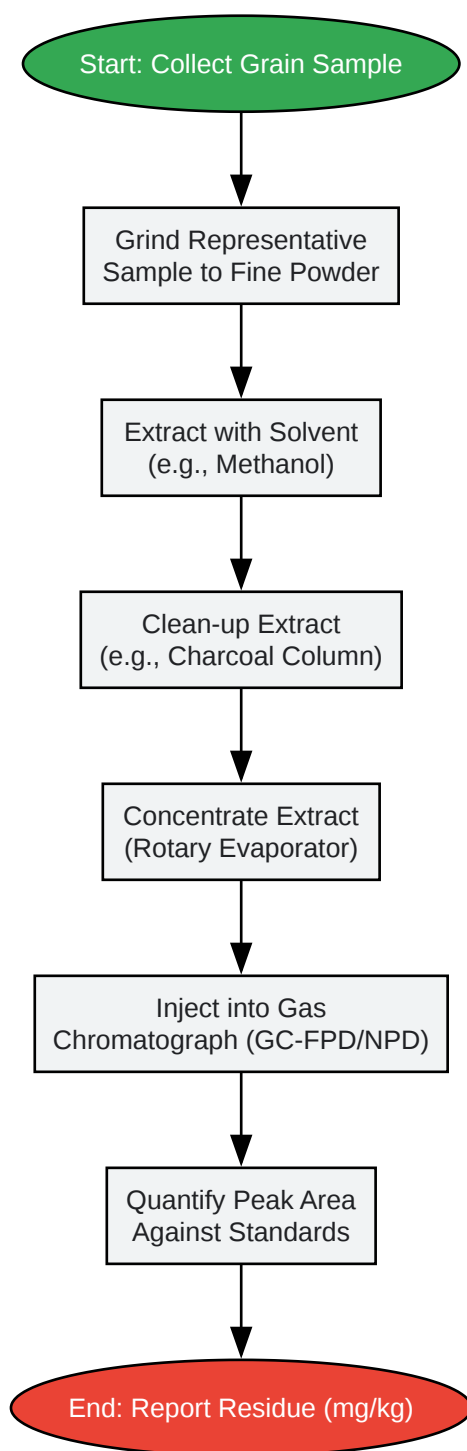 Start: Collect Grain Sample
Grind Representative
Sample to Fine Powder
Extract with Solvent
(e.g., Methanol)
Clean-up Extract
(e.g., Charcoal Column)
Concentrate Extract
(Rotary Evaporator)
Inject into Gas
Chromatograph (GC-FPD/NPD)
Quantify Peak Area
Against Standards
End: Report Residue (mg/kg)